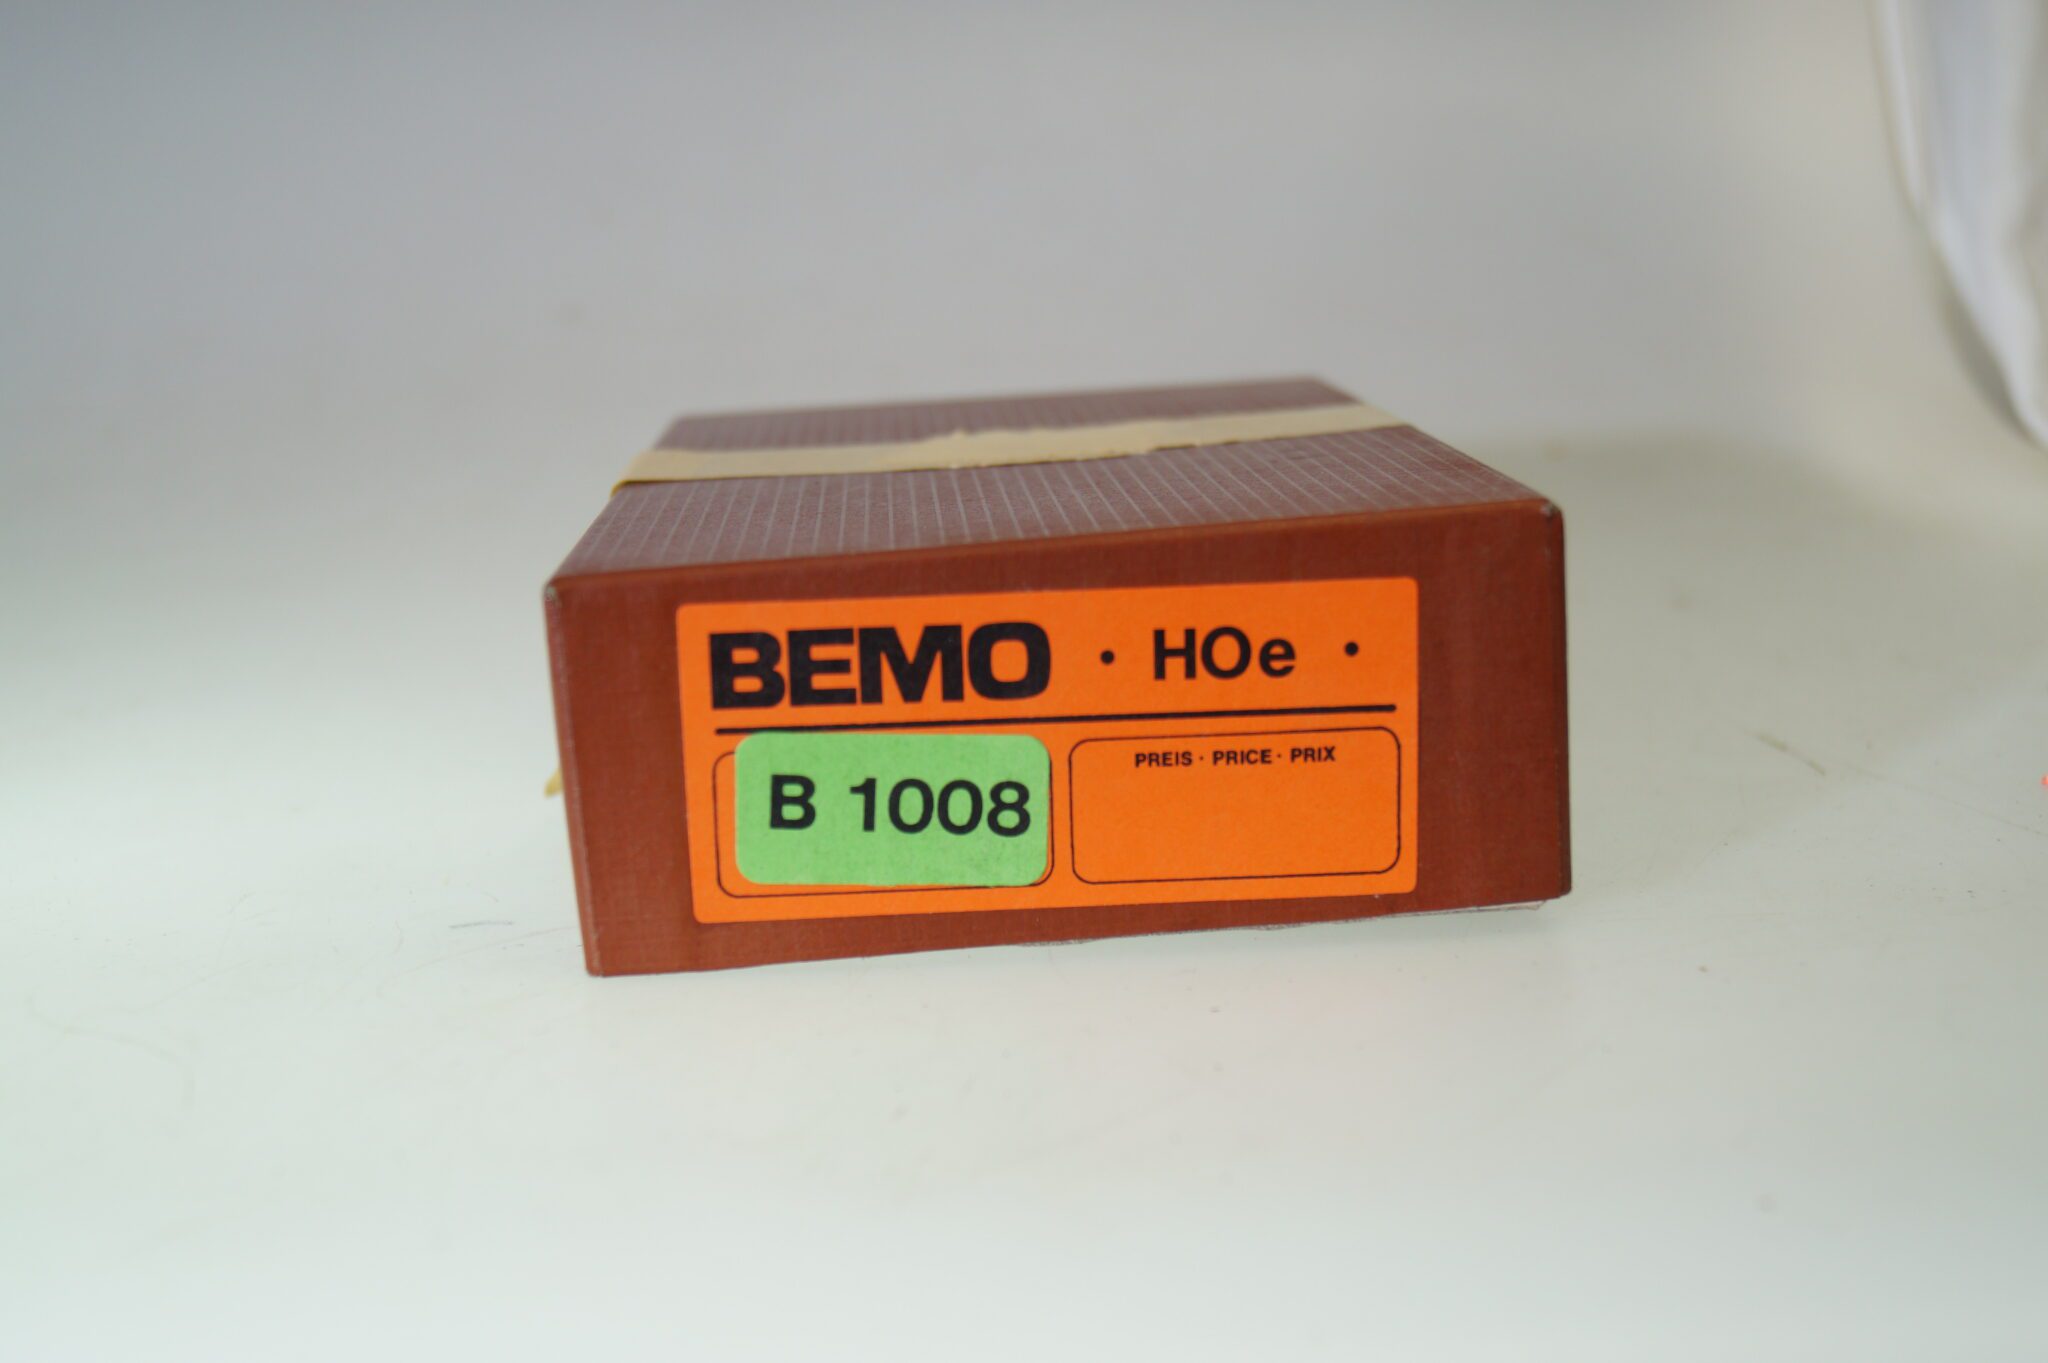 BEMO · HOe ·
B 1008
PREIS · PRICE · PRIX